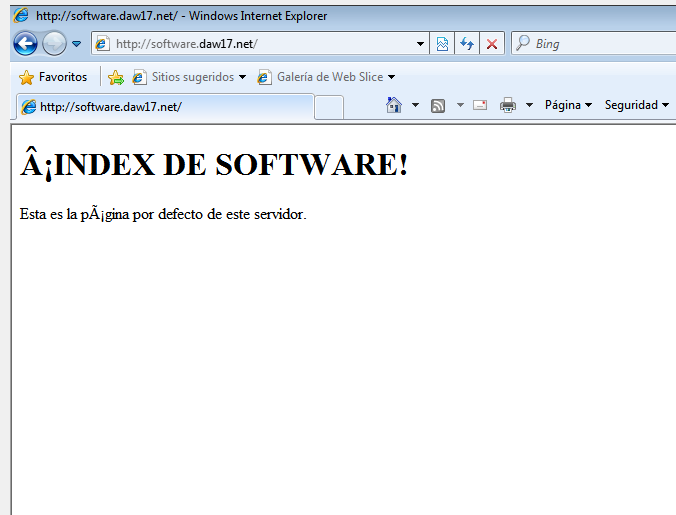 http://software.daw17.net/ - Windows Internet Explorer
http://software.daw17.net/
Bing
Favoritos
Sitios sugeridos
Galería de Web Slice
http://software.daw17.net/
Página
Seguridad
Â¡INDEX DE SOFTWARE!
Esta es la pÃ¡gina por defecto de este servidor.